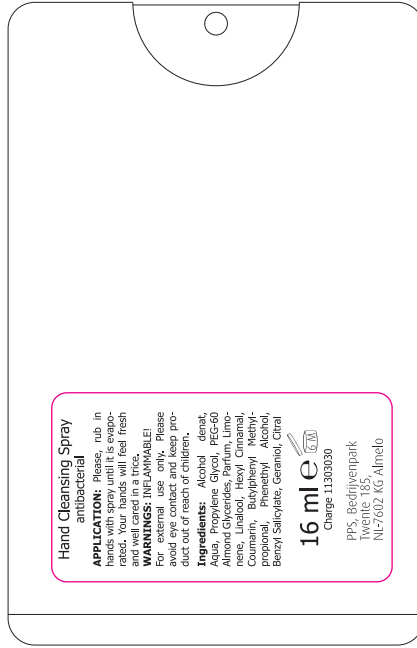 Hand Cleansing Spray
antibacterial
APPLICATION: Please, rub in
hands with spray until it is evapo-
rated. Your hands will feel fresh
and well cared in a trice.
WARNINGS: INFLAMMABLE!
For external use only. Please
avoid eye contact and keep pro-
duct out of reach of children.
Ingredients: Alcohol denat,
Aqua, Propylene Glycol, PEG-60
Almond Glycerides, Parfum, Limo-
nene, Linalool, Hexyl Cinnamal,
Coumarin, Butylphenyl Methyl-
propional, Phenethyl Alcohol,
Benzyl Salicylate, Geraniol, Citral
16 ml ℮ 6 M
Charge 11303030
PPS, Bedrijvenpark
Twente 185,
NL-7602 KG Almelo